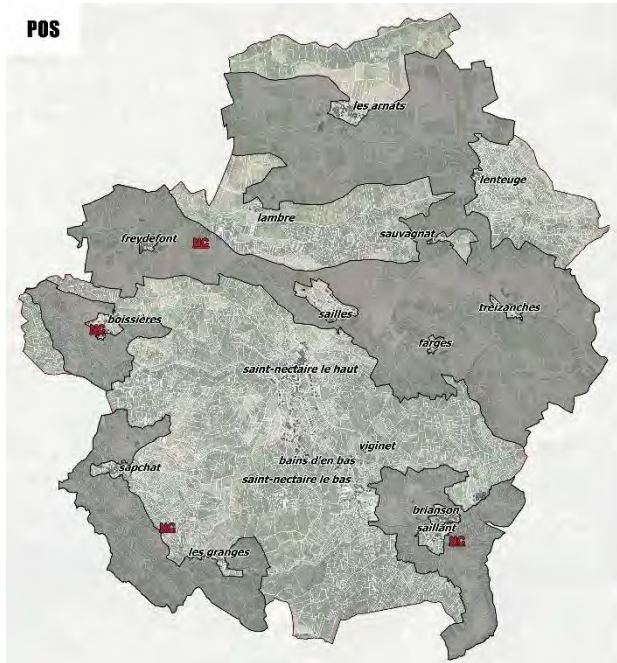 POS
les arnats
lenteuge
lambre
sauvagnat
freydefont
NC
sailles
treizanches
boissières
NC
farges
saint-nectaire le haut
viginet
bains d'en bas
sapchat
saint-nectaire le bas
brianson
saillant
NC
NC
les granges